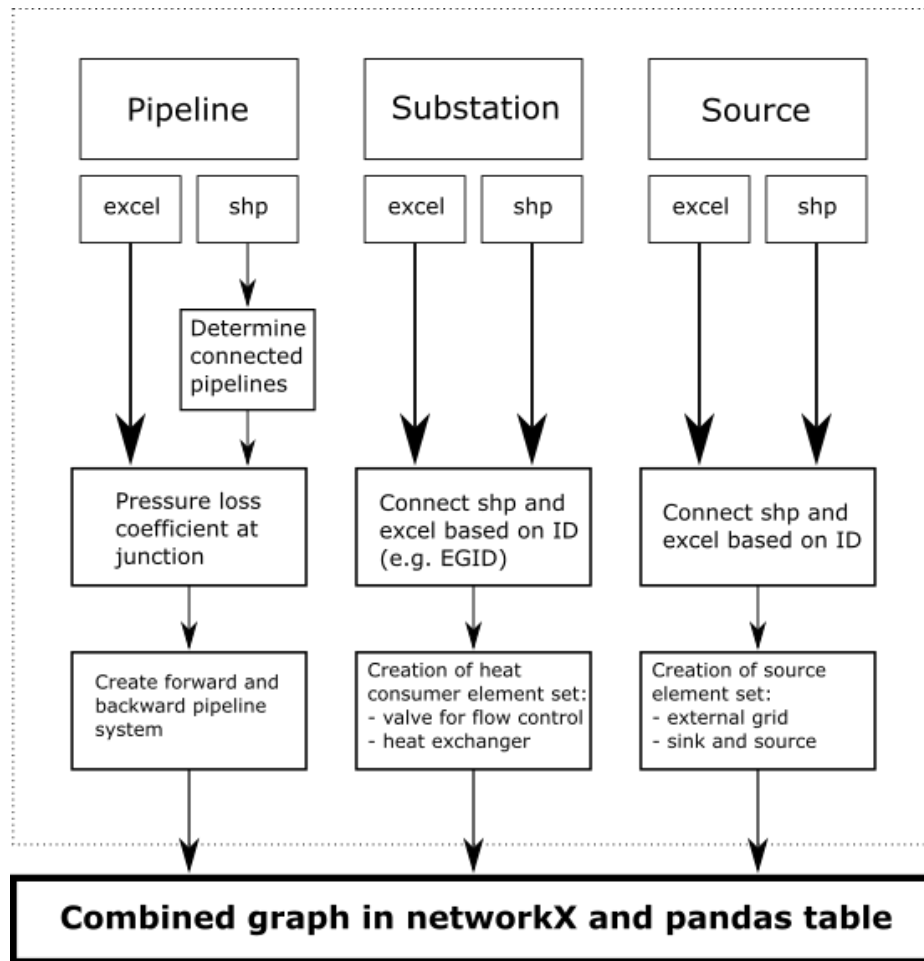 Pipeline
Substation
Source
excel
shp
excel
shp
excel
shp
Determine
connected
pipelines
Pressure loss
coefficient at
junction
Connect shp and
excel based on ID
(e.g. EGID)
Connect shp and
excel based on ID
Create forward and
backward pipeline
system
Creation of heat
consumer element set:
- valve for flow control
- heat exchanger
Creation of source
element set:
- external grid
- sink and source
Combined graph in networkX and pandas table